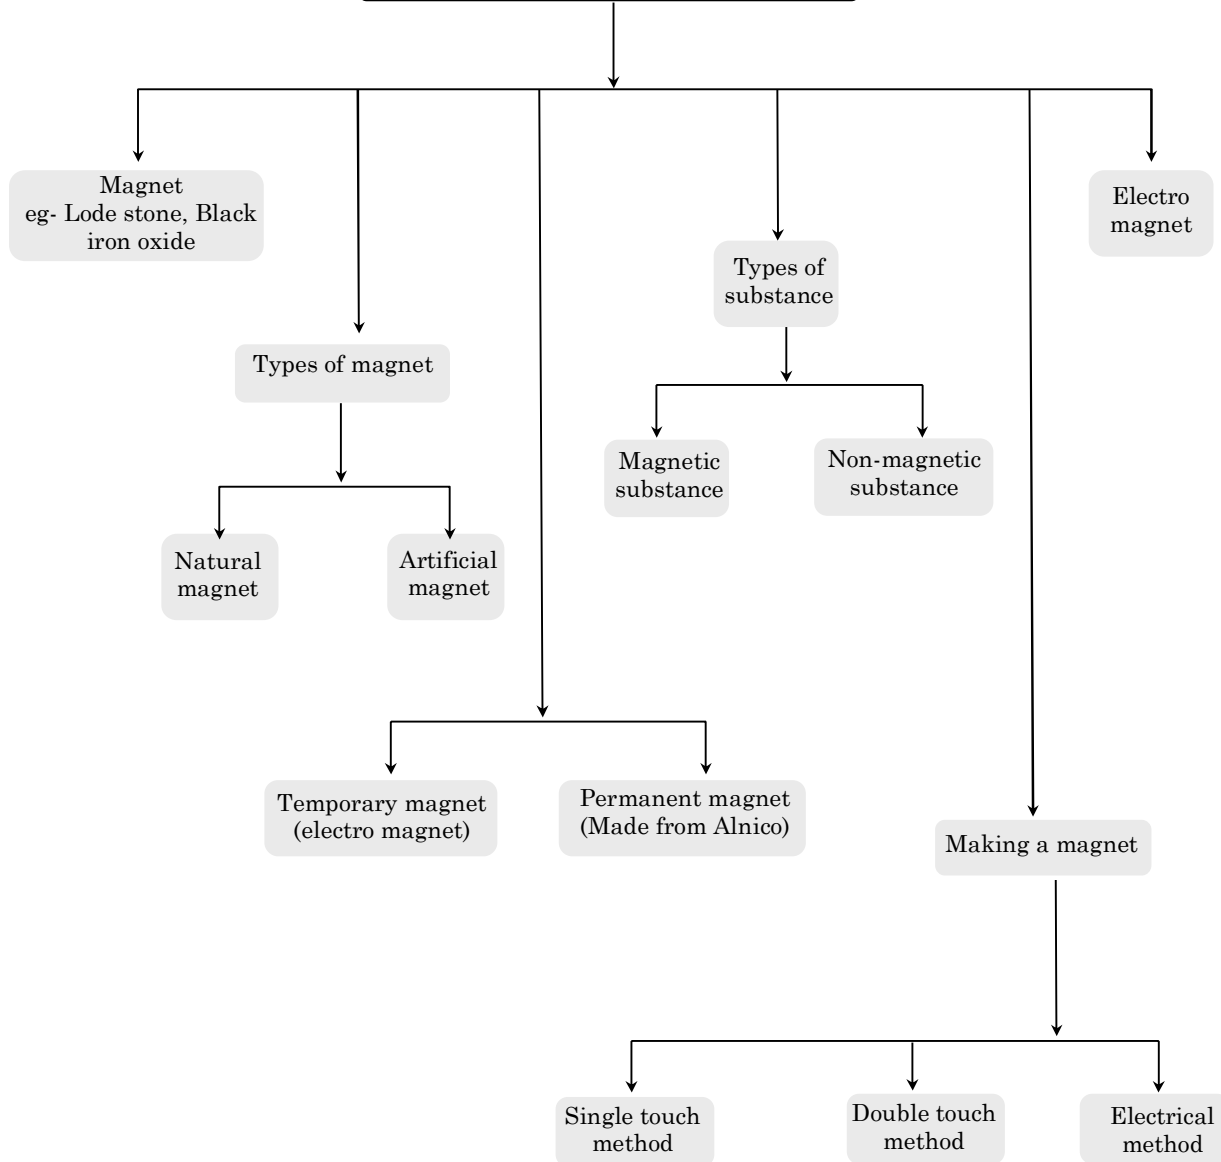 Magnet
eg- Lode stone, Black
iron oxide
Electro
magnet
Types of
substance
Types of magnet
Magnetic
substance
Non-magnetic
substance
Natural
magnet
Artificial
magnet
Temporary magnet
(electro magnet)
Permanent magnet
(Made from Alnico)
Making a magnet
Single touch
method
Double touch
method
Electrical
method